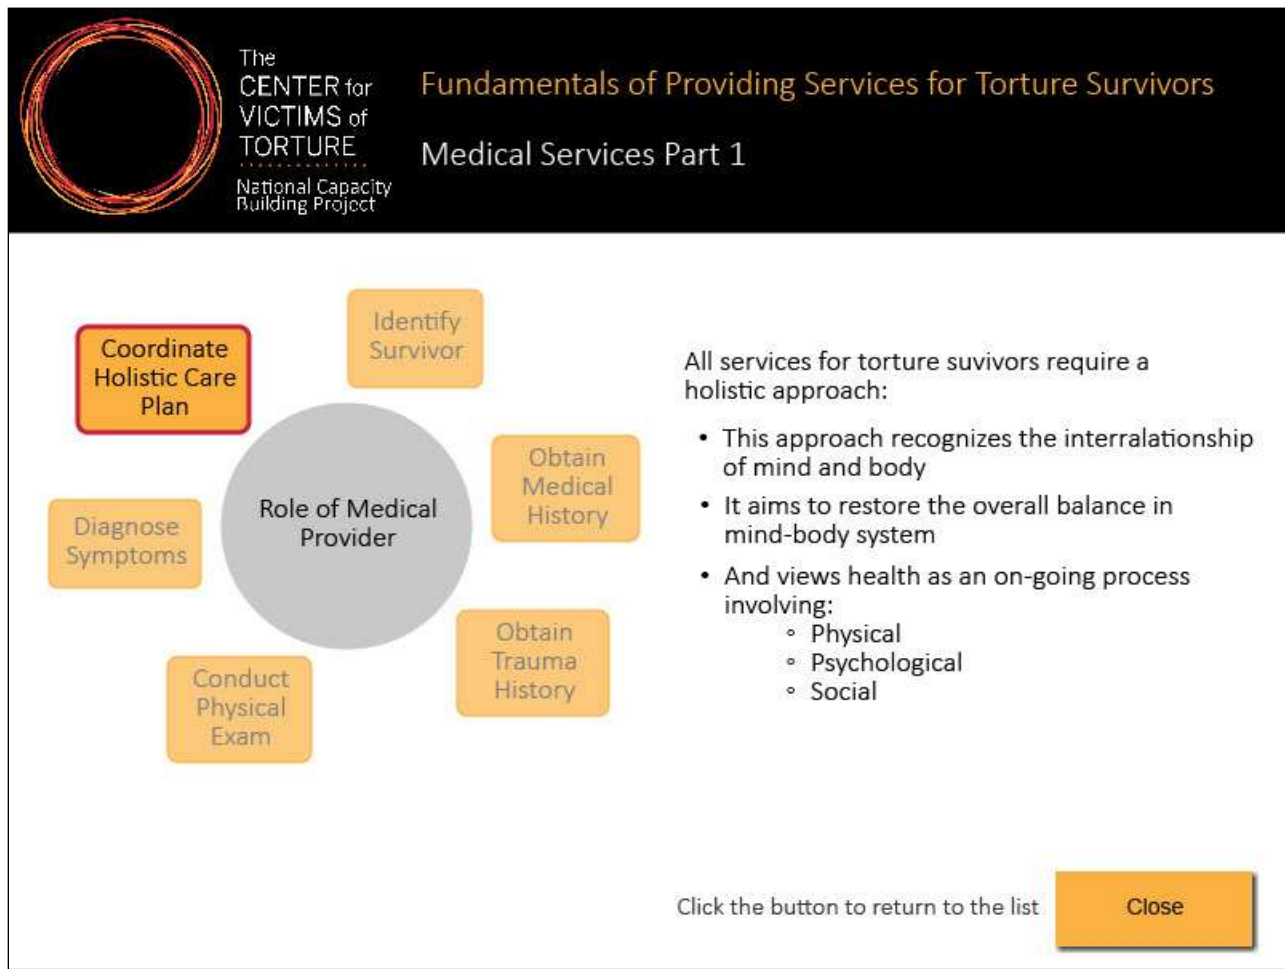 The
CENTER for
VICTIMS of
TORTURE
National Capacity
Building Project
Fundamentals of Providing Services for Torture Survivors
Medical Services Part 1
Identify
Survivor
Coordinate
Holistic Care
Plan
Obtain
Medical
History
Role of Medical
Provider
Diagnose
Symptoms
Obtain
Trauma
History
Conduct
Physical
Exam
All services for torture suvivors require a
holistic approach:
• This approach recognizes the interralationship
of mind and body
• It aims to restore the overall balance in
mind-body system
• And views health as an on-going process
involving:
∘ Physical
∘ Psychological
∘ Social
Click the button to return to the list
Close